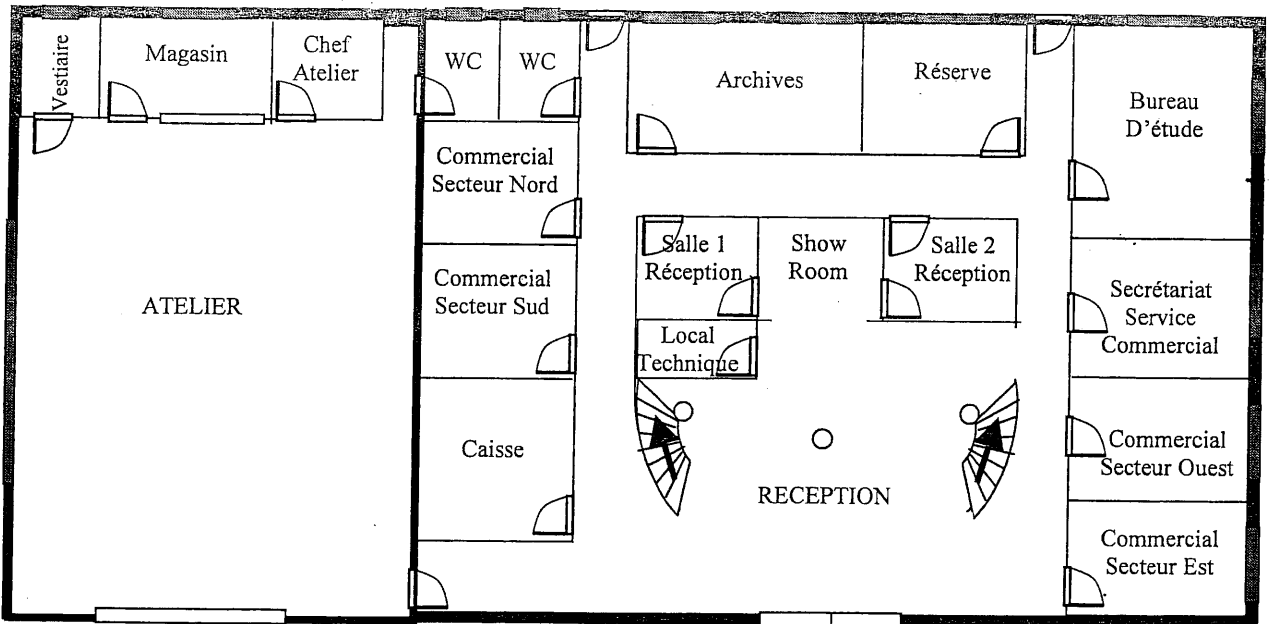 Vestiaire
Magasin
Chef
Atelier
WC
WC
Archives
Réserve
Bureau
D'étude
Commercial
Secteur Nord
Salle 1
Réception
Show
Room
Salle 2
Réception
Commercial
Secteur Sud
ATELIER
Secrétariat
Service
Commercial
Local
Technique
Caisse
Commercial
Secteur Ouest
RECEPTION
Commercial
Secteur Est